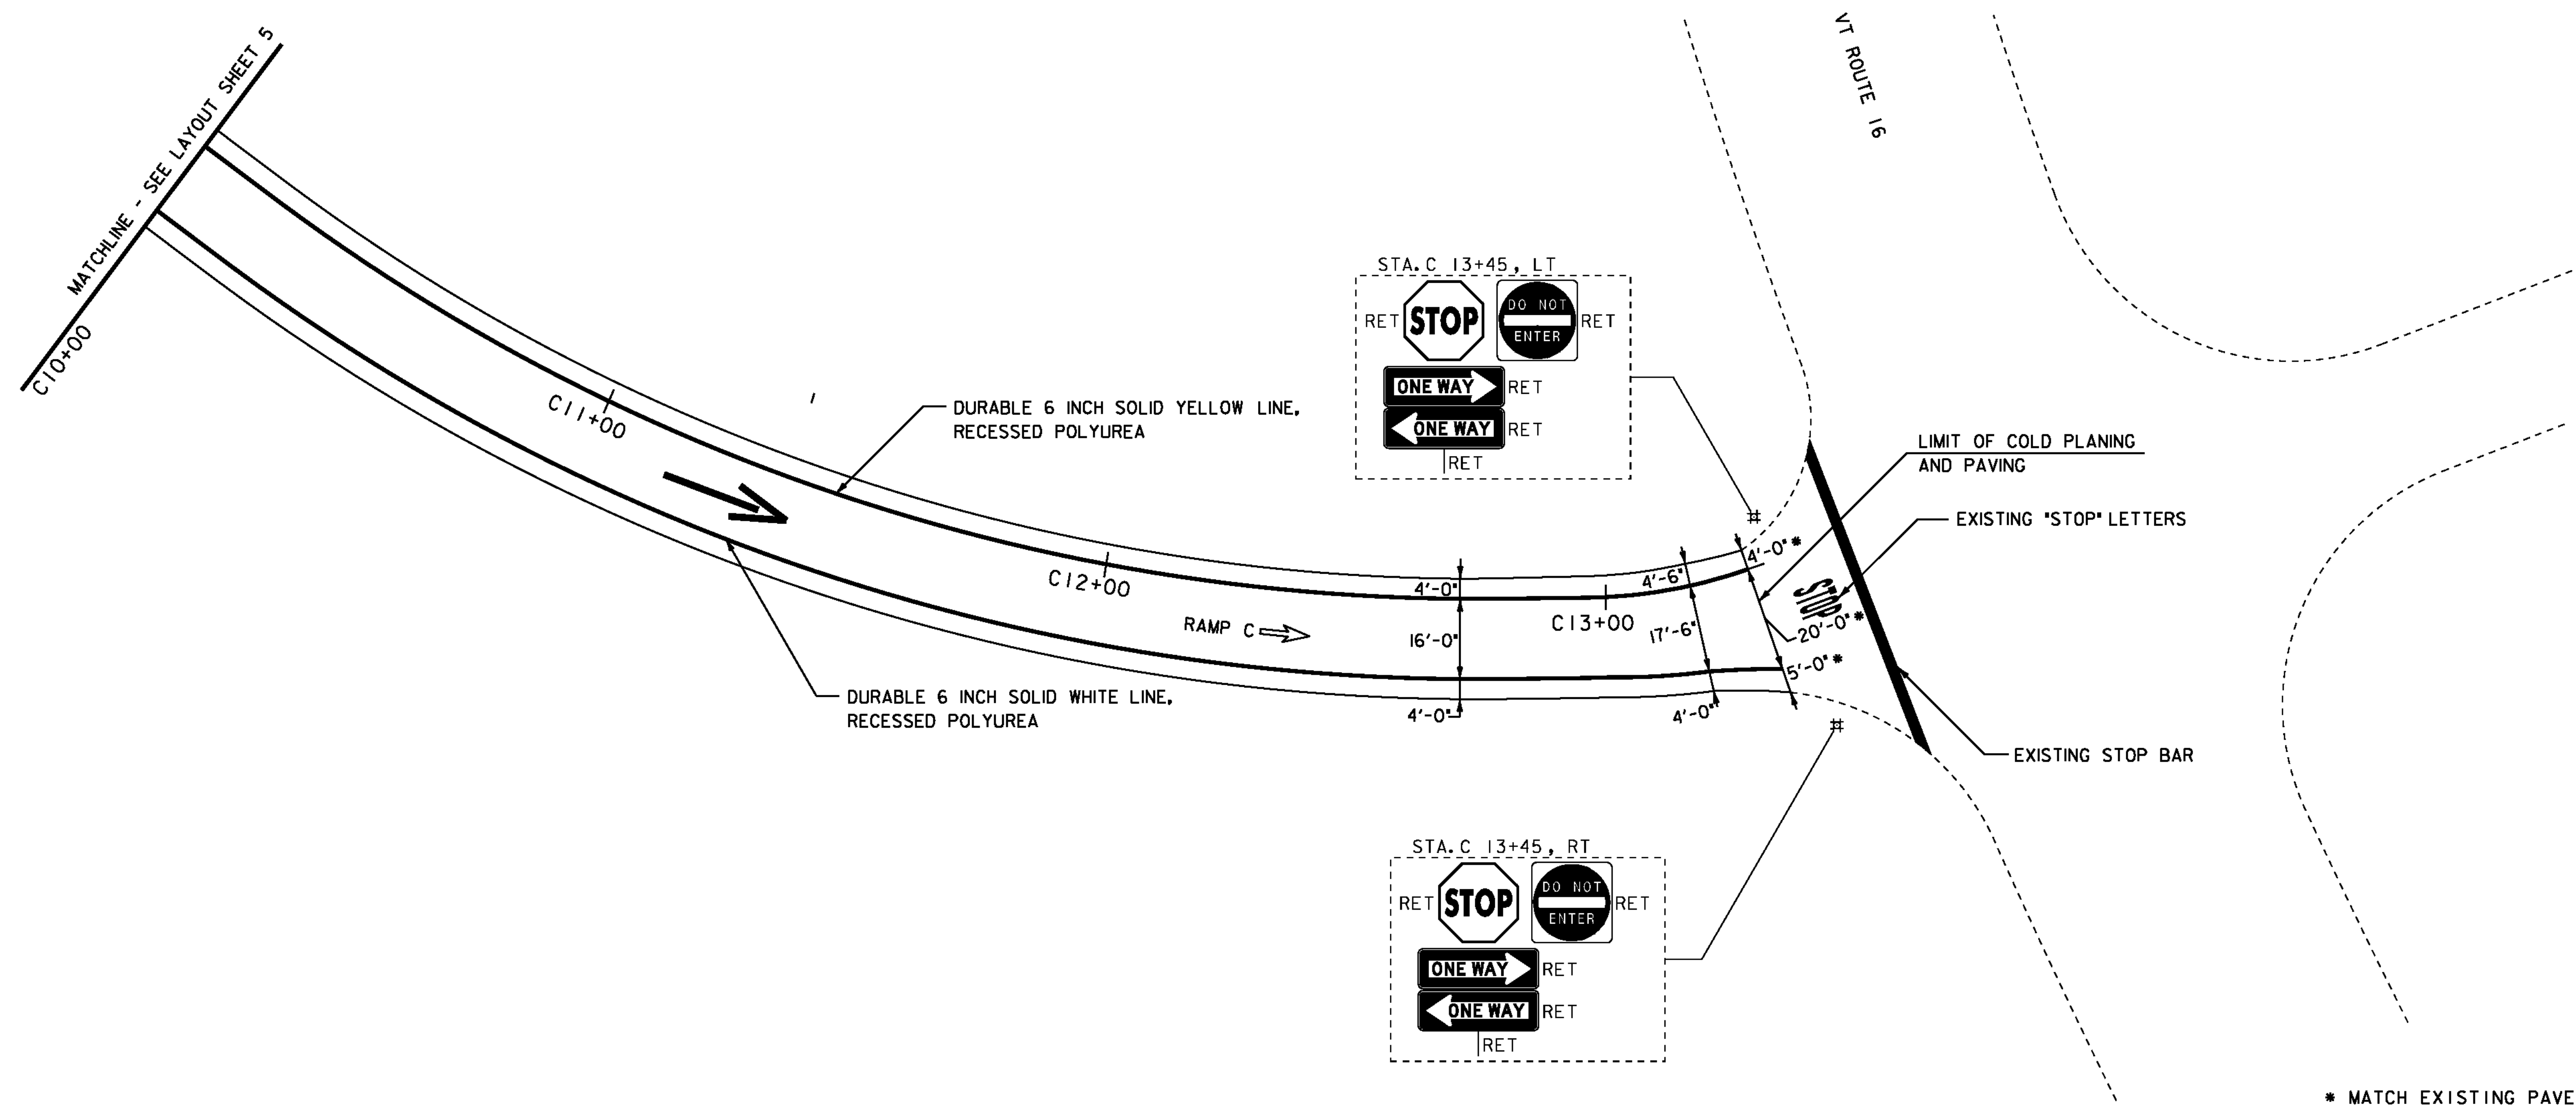 MATCHLINE - SEE LAYOUT SHEET 5
C10+00
C11+00
DURABLE 6 INCH SOLID YELLOW LINE,
RECESSED POLYUREA
C12+00
DURABLE 6 INCH SOLID WHITE LINE,
RECESSED POLYUREA
RAMP C
4'-0"
16'-0"
4'-0"
C13+00
4'-6"
17'-6"
4'-0"
4'-0"*
20'-0"*
5'-0"*
STOP
VT ROUTE 16
STA. C 13+45, LT
RET STOP DO NOT ENTER RET
ONE WAY RET
ONE WAY RET
RET
LIMIT OF COLD PLANING
AND PAVING
EXISTING "STOP" LETTERS
EXISTING STOP BAR
STA. C 13+45, RT
RET STOP DO NOT ENTER RET
ONE WAY RET
ONE WAY RET
RET
* MATCH EXISTING PAVE